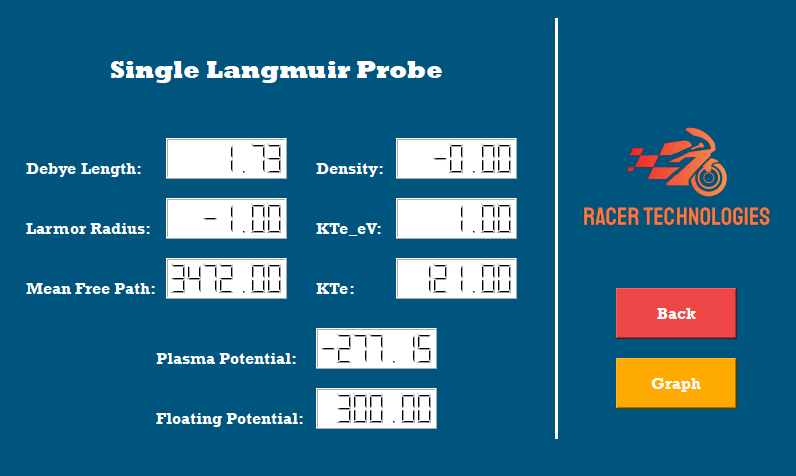 Single Langmuir Probe
Debye Length: 1.73 Density: -0.00
Larmor Radius: -1.00 KTe_eV: 1.00
Mean Free Path: 3472.00 KTe: 121.00
Plasma Potential: -277.15
Floating Potential: 300.00
RACER TECHNOLOGIES
Back
Graph